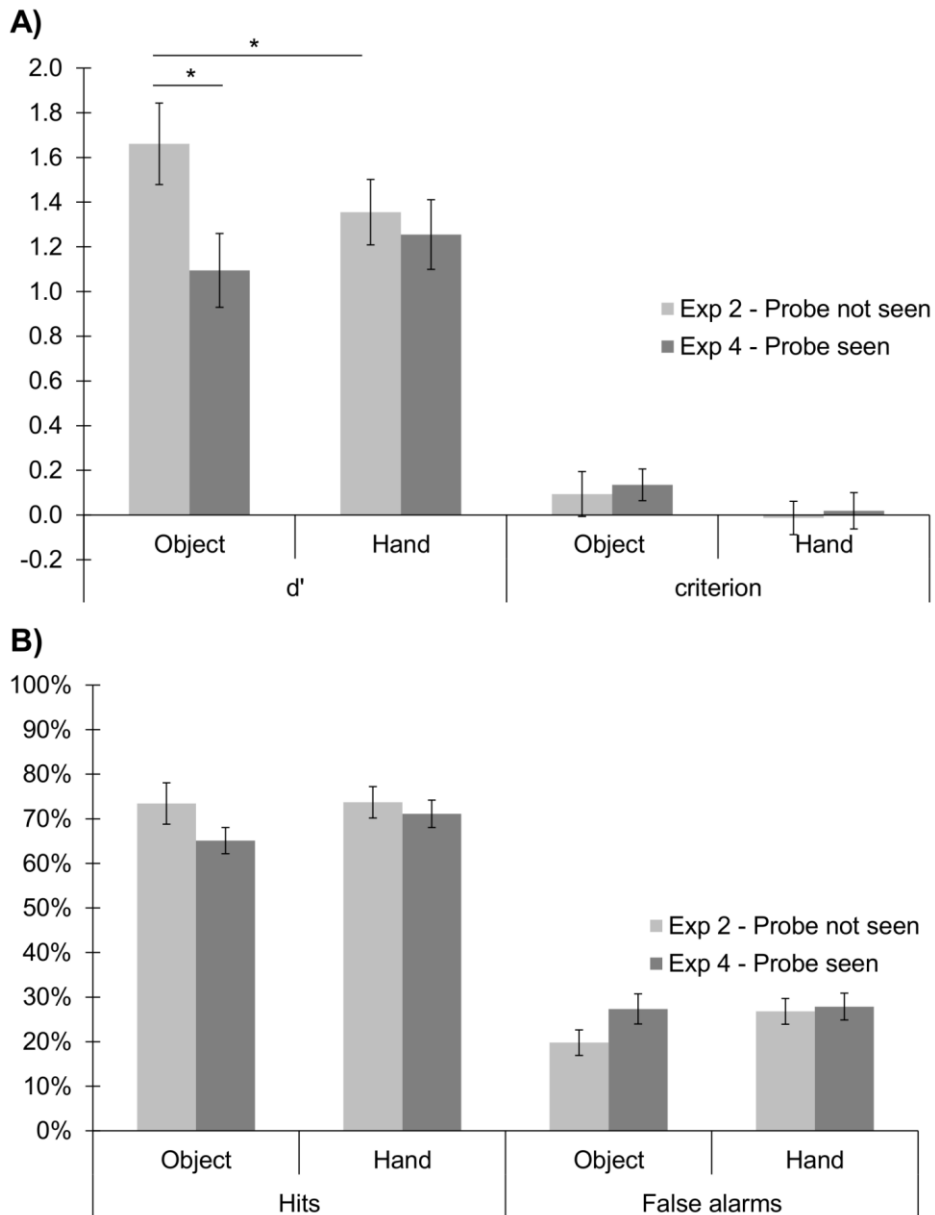 A)
*
*
2.0
1.8
1.6
1.4
1.2
1.0
0.8
0.6
0.4
0.2
0.0
-0.2
Exp 2 - Probe not seen
Exp 4 - Probe seen
Object Hand Object Hand
d' criterion
B)
100%
90%
80%
70%
60%
50%
40%
30%
20%
10%
0%
Exp 2 - Probe not seen
Exp 4 - Probe seen
Object Hand Object Hand
Hits False alarms